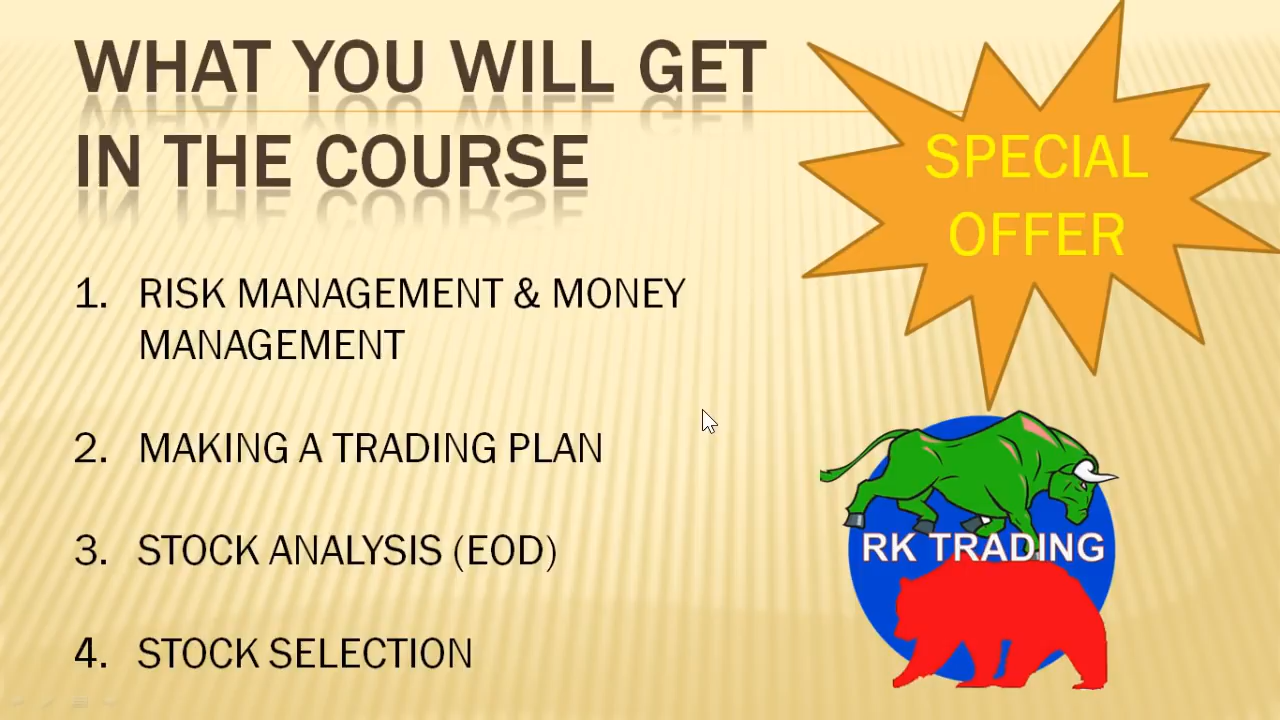 WHAT YOU WILL GET
IN THE COURSE
SPECIAL
OFFER
1. RISK MANAGEMENT & MONEY
MANAGEMENT
2. MAKING A TRADING PLAN
3. STOCK ANALYSIS (EOD)
4. STOCK SELECTION
RK TRADING